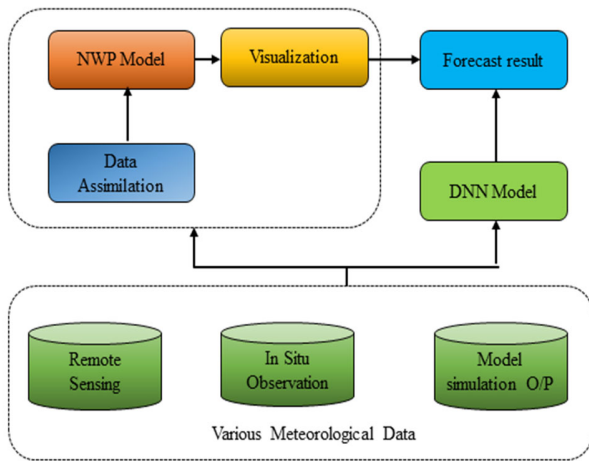 NWP Model
Visualization
Forecast result
Data
Assimilation
DNN Model
Remote
Sensing
In Situ
Observation
Model
simulation O/P
Various Meteorological Data